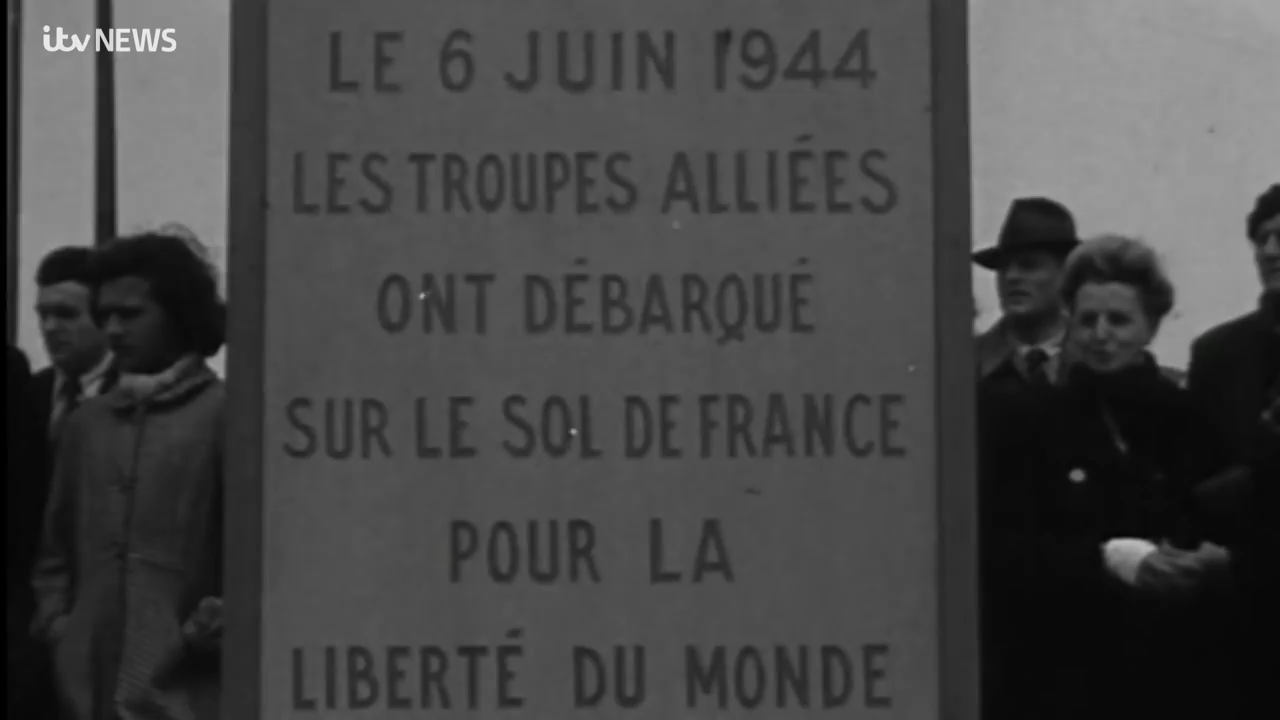 itv NEWS
LE 6 JUIN 1944
LES TROUPES ALLIÉES
ONT DÉBARQUÉ
SUR LE SOL DE FRANCE
POUR LA
LIBERTÉ DU MONDE